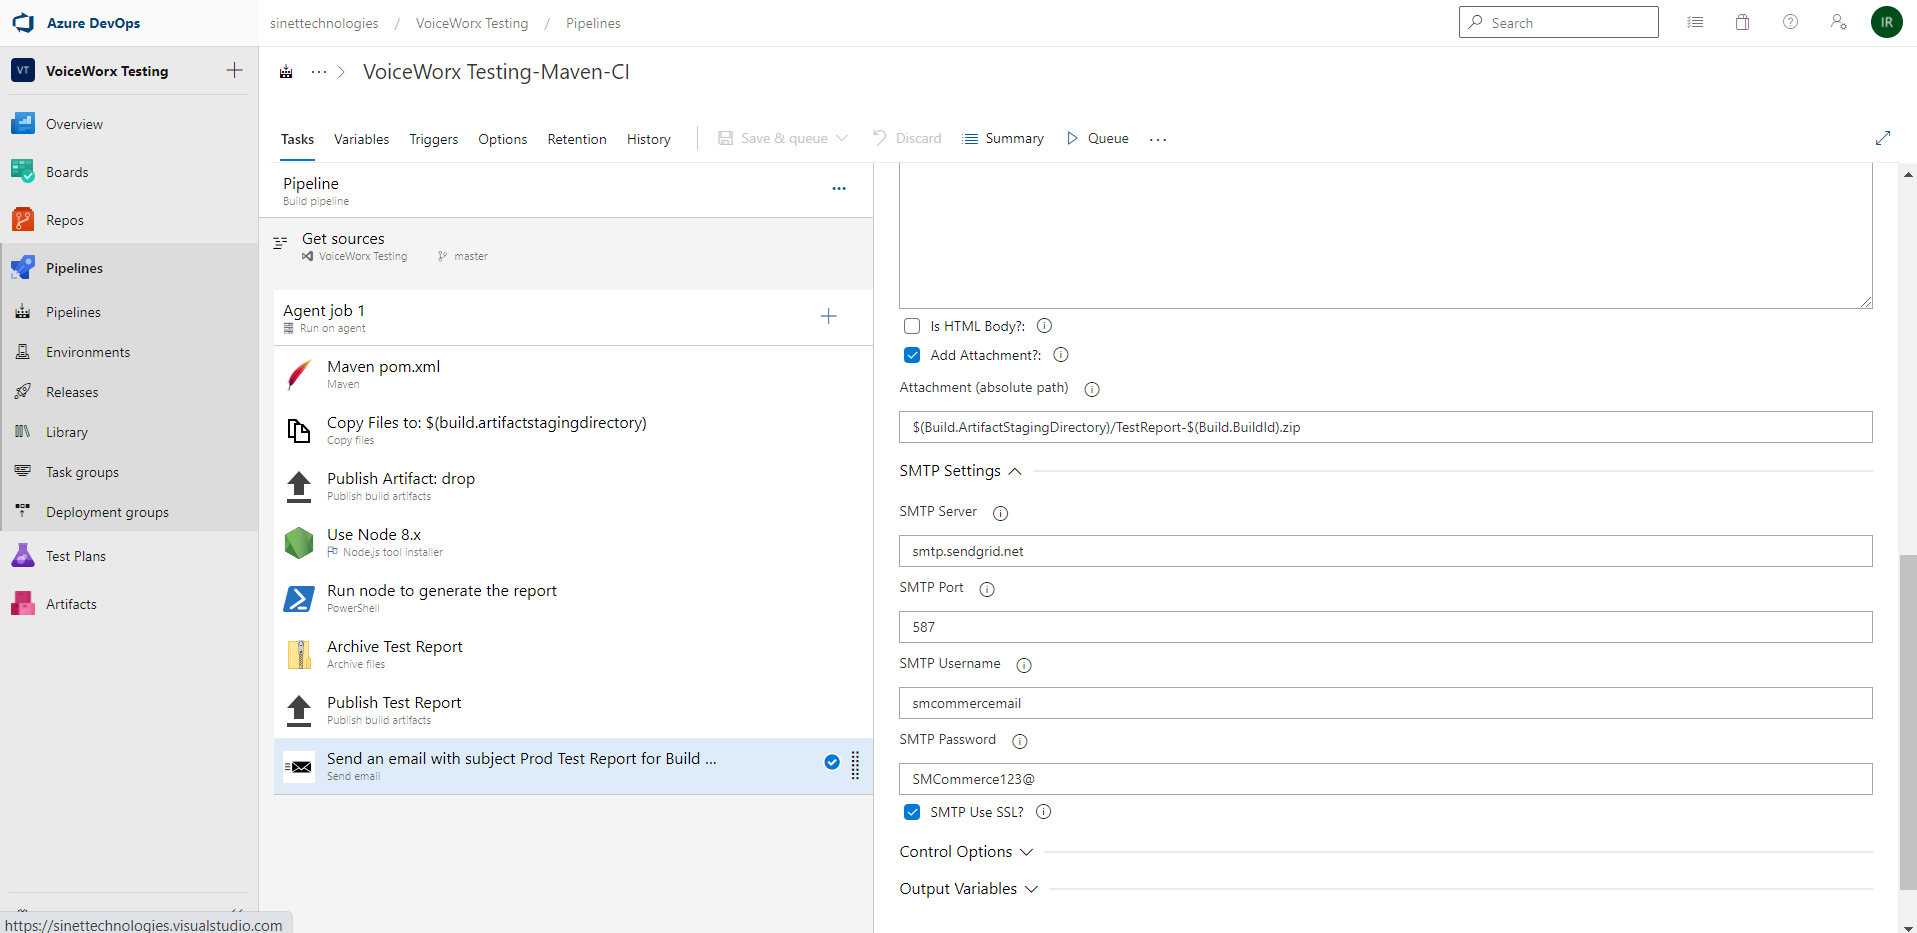 Azure DevOps
sinettechnologies / VoiceWorx Testing / Pipelines
Search
IR
VT VoiceWorx Testing
Overview
Boards
Repos
Pipelines
Pipelines
Environments
Releases
Library
Task groups
Deployment groups
Test Plans
Artifacts
https://sinettechnologies.visualstudio.com
··· > VoiceWorx Testing-Maven-CI
Tasks Variables Triggers Options Retention History Save & queue Discard Summary Queue ···
Pipeline
Build pipeline
Get sources
VoiceWorx Testing master
Agent job 1
Run on agent
Maven pom.xml
Maven
Copy Files to: $(build.artifactstagingdirectory)
Copy files
Publish Artifact: drop
Publish build artifacts
Use Node 8.x
Node.js tool installer
Run node to generate the report
PowerShell
Archive Test Report
Archive files
Publish Test Report
Publish build artifacts
Send an email with subject Prod Test Report for Build ...
Send email
Is HTML Body?:
Add Attachment?:
Attachment (absolute path)
$(Build.ArtifactStagingDirectory)/TestReport-$(Build.BuildId).zip
SMTP Settings
SMTP Server
smtp.sendgrid.net
SMTP Port
587
SMTP Username
smcommercemail
SMTP Password
SMCommerce123@
SMTP Use SSL?
Control Options
Output Variables